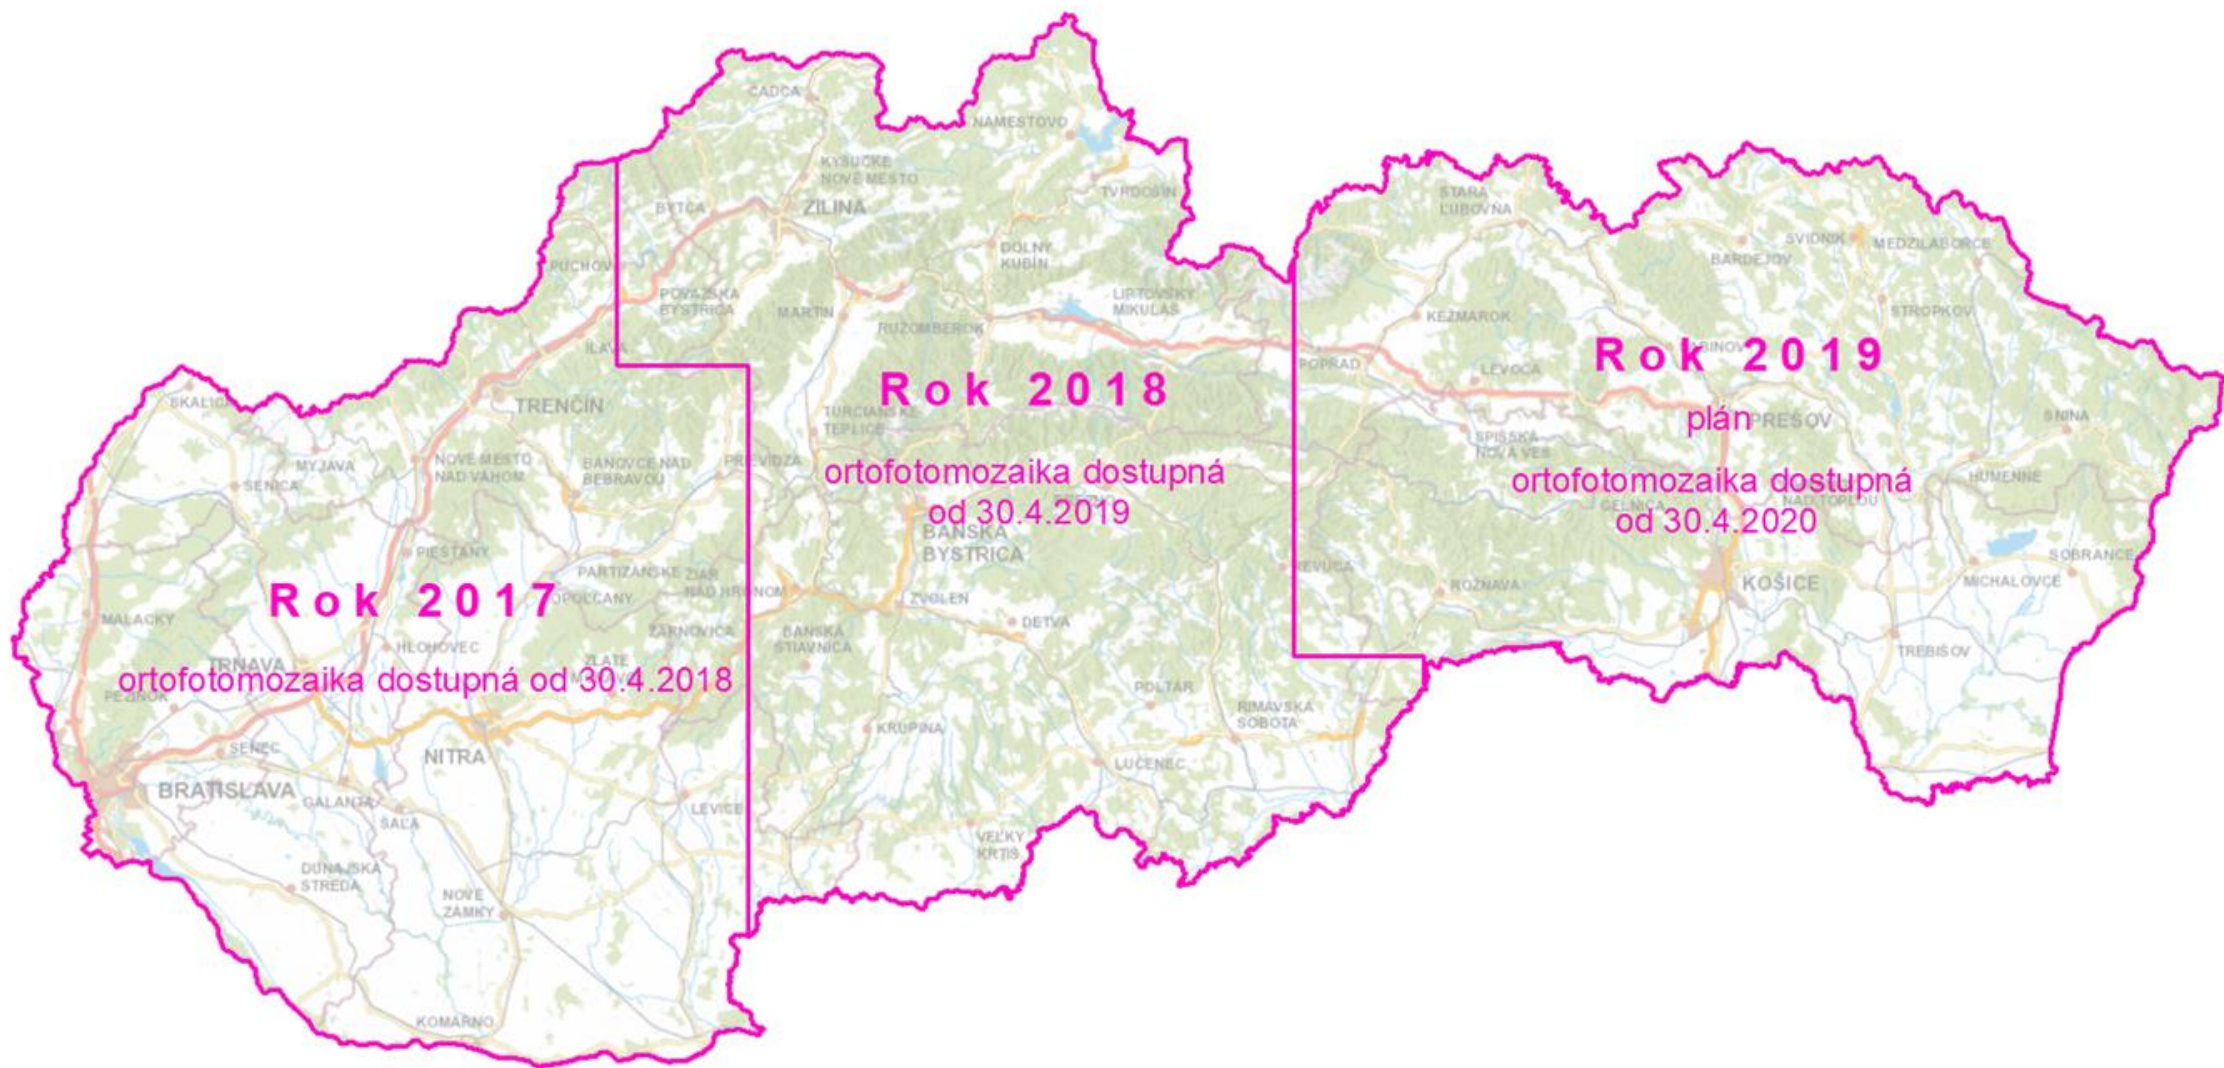 ČADCA
NÁMESTOVO
KYSUCKÉ
NOVÉ MESTO
TVRDOŠÍN
BYTČA
ŽILINA
STARÁ
ĽUBOVŇA
DOLNÝ
KUBÍN
SVIDNÍK
MEDZILABORCE
BARDEJOV
PÚCHOV
POVAŽSKÁ
BYSTRICA
MARTIN
RUŽOMBEROK
LIPTOVSKÝ
MIKULÁŠ
KEŽMAROK
STROPKOV
ILAVA
POPRAD
LEVOČA
Rok 2019
plán
PREŠOV
SNINA
SKALICA
TRENČÍN
Rok 2018
TURČIANSKE
TEPLICE
MYJAVA
SENICA
NOVÉ MESTO
NAD VÁHOM
BÁNOVCE NAD
BEBRAVOU
PRIEVIDZA
ortofotomozaika dostupná
od 30.4.2019
SPIŠSKÁ
NOVÁ VES
ortofotomozaika dostupná
od 30.4.2020
GELNICA
NAD TOPĽOU
HUMENNÉ
BANSKÁ
BYSTRICA
PIEŠŤANY
PARTIZÁNSKE
ŽIAR
NAD HRONOM
REVÚCA
ROŽŇAVA
KOŠICE
MICHALOVCE
SOBRANCE
Rok 2017
MALACKY
ZVOLEN
DETVA
HLOHOVEC
ŽARNOVICA
BANSKÁ
ŠTIAVNICA
TREBIŠOV
TRNAVA
ZLATÉ
ortofotomozaika dostupná od 30.4.2018
PEZINOK
POLTÁR
RIMAVSKÁ
SOBOTA
KRUPINA
SENEC
NITRA
LUČENEC
BRATISLAVA
GALANTA
ŠAĽA
LEVICE
VEĽKÝ
KRTÍŠ
DUNAJSKÁ
STREDA
NOVÉ
ZÁMKY
KOMÁRNO